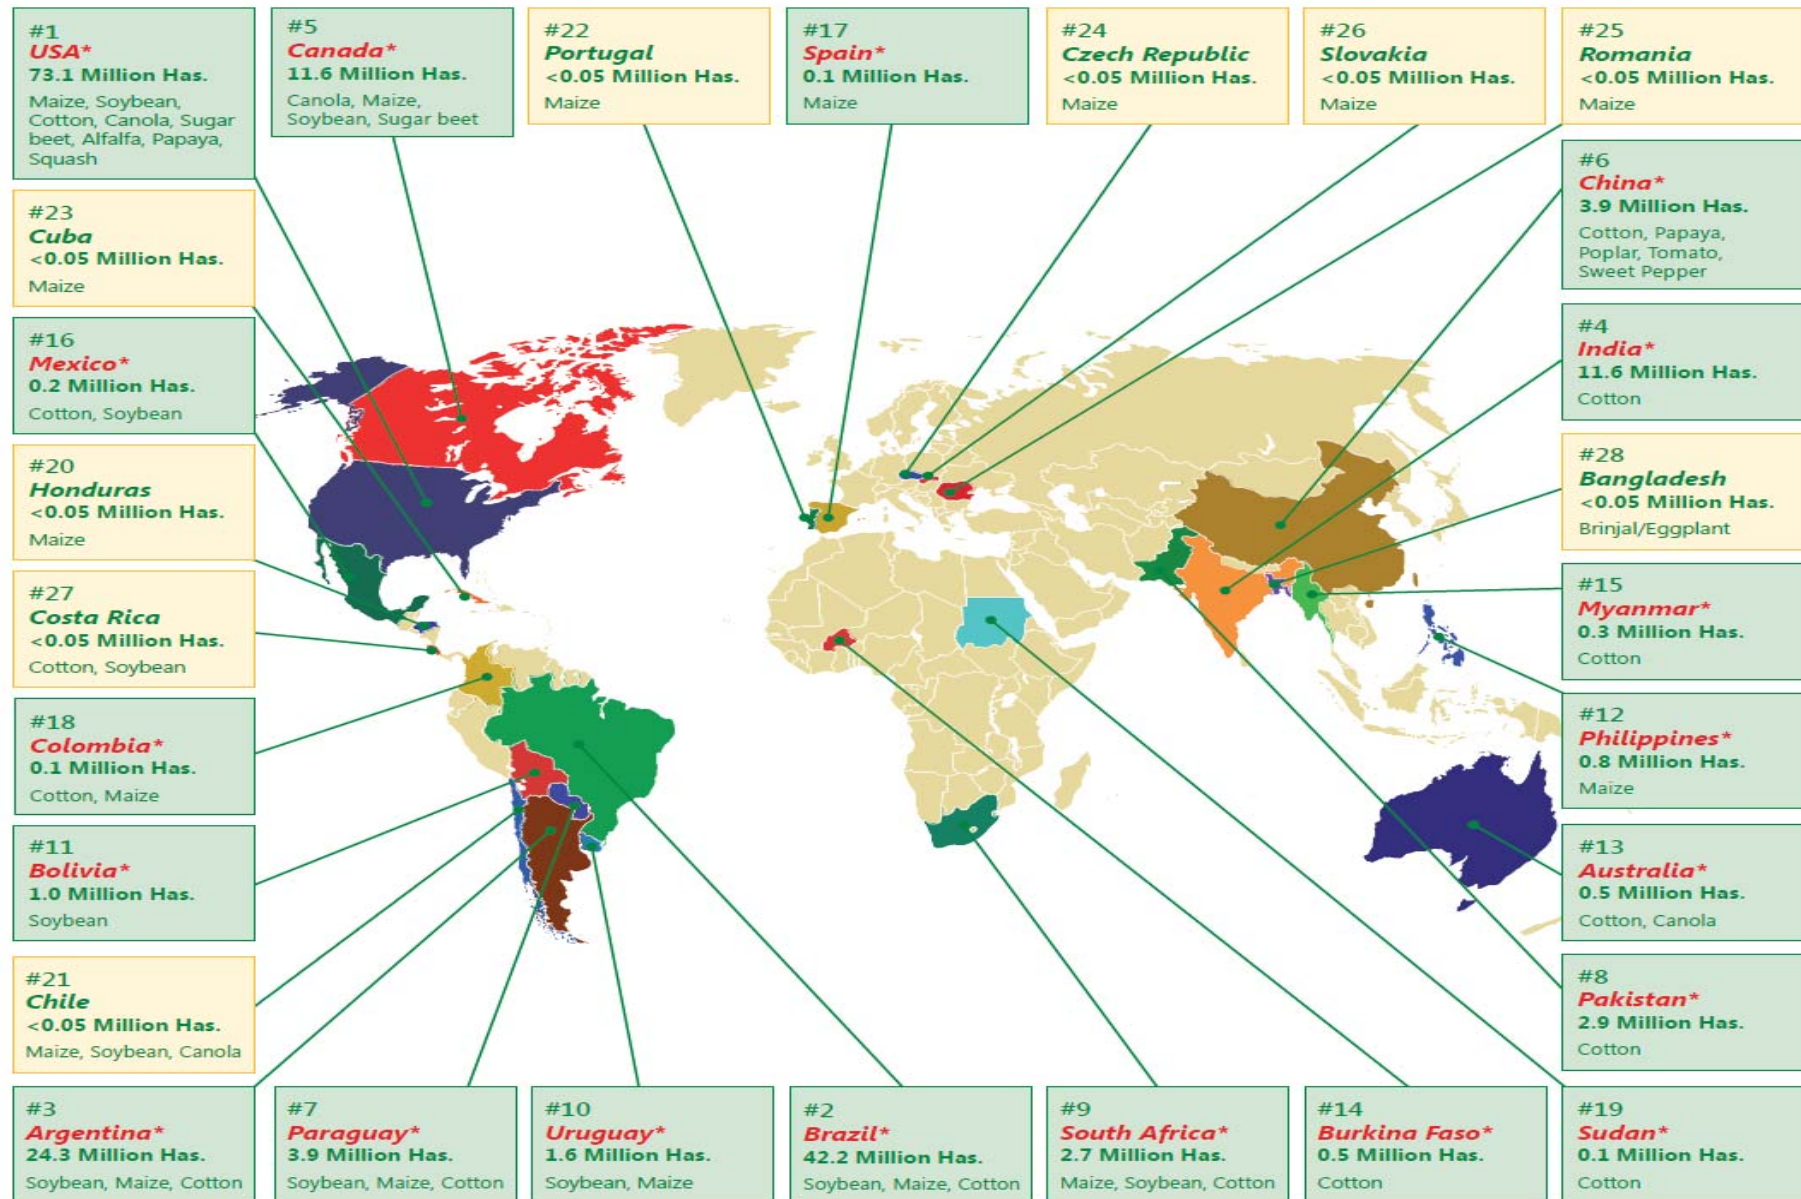 #1
USA*
73.1 Million Has.
Maize, Soybean,
Cotton, Canola, Sugar
beet, Alfalfa, Papaya,
Squash
#5
Canada*
11.6 Million Has.
Canola, Maize,
Soybean, Sugar beet
#22
Portugal
<0.05 Million Has.
Maize
#17
Spain*
0.1 Million Has.
Maize
#24
Czech Republic
<0.05 Million Has.
Maize
#26
Slovakia
<0.05 Million Has.
Maize
#25
Romania
<0.05 Million Has.
Maize
#23
Cuba
<0.05 Million Has.
Maize
#16
Mexico*
0.2 Million Has.
Cotton, Soybean
#20
Honduras
<0.05 Million Has.
Maize
#27
Costa Rica
<0.05 Million Has.
Cotton, Soybean
#18
Colombia*
0.1 Million Has.
Cotton, Maize
#11
Bolivia*
1.0 Million Has.
Soybean
#21
Chile
<0.05 Million Has.
Maize, Soybean, Canola
#6
China*
3.9 Million Has.
Cotton, Papaya,
Poplar, Tomato,
Sweet Pepper
#4
India*
11.6 Million Has.
Cotton
#28
Bangladesh
<0.05 Million Has.
Brinjal/Eggplant
#15
Myanmar*
0.3 Million Has.
Cotton
#12
Philippines*
0.8 Million Has.
Maize
#13
Australia*
0.5 Million Has.
Cotton, Canola
#8
Pakistan*
2.9 Million Has.
Cotton
#3
Argentina*
24.3 Million Has.
Soybean, Maize, Cotton
#7
Paraguay*
3.9 Million Has.
Soybean, Maize, Cotton
#10
Uruguay*
1.6 Million Has.
Soybean, Maize
#2
Brazil*
42.2 Million Has.
Soybean, Maize, Cotton
#9
South Africa*
2.7 Million Has.
Maize, Soybean, Cotton
#14
Burkina Faso*
0.5 Million Has.
Cotton
#19
Sudan*
0.1 Million Has.
Cotton